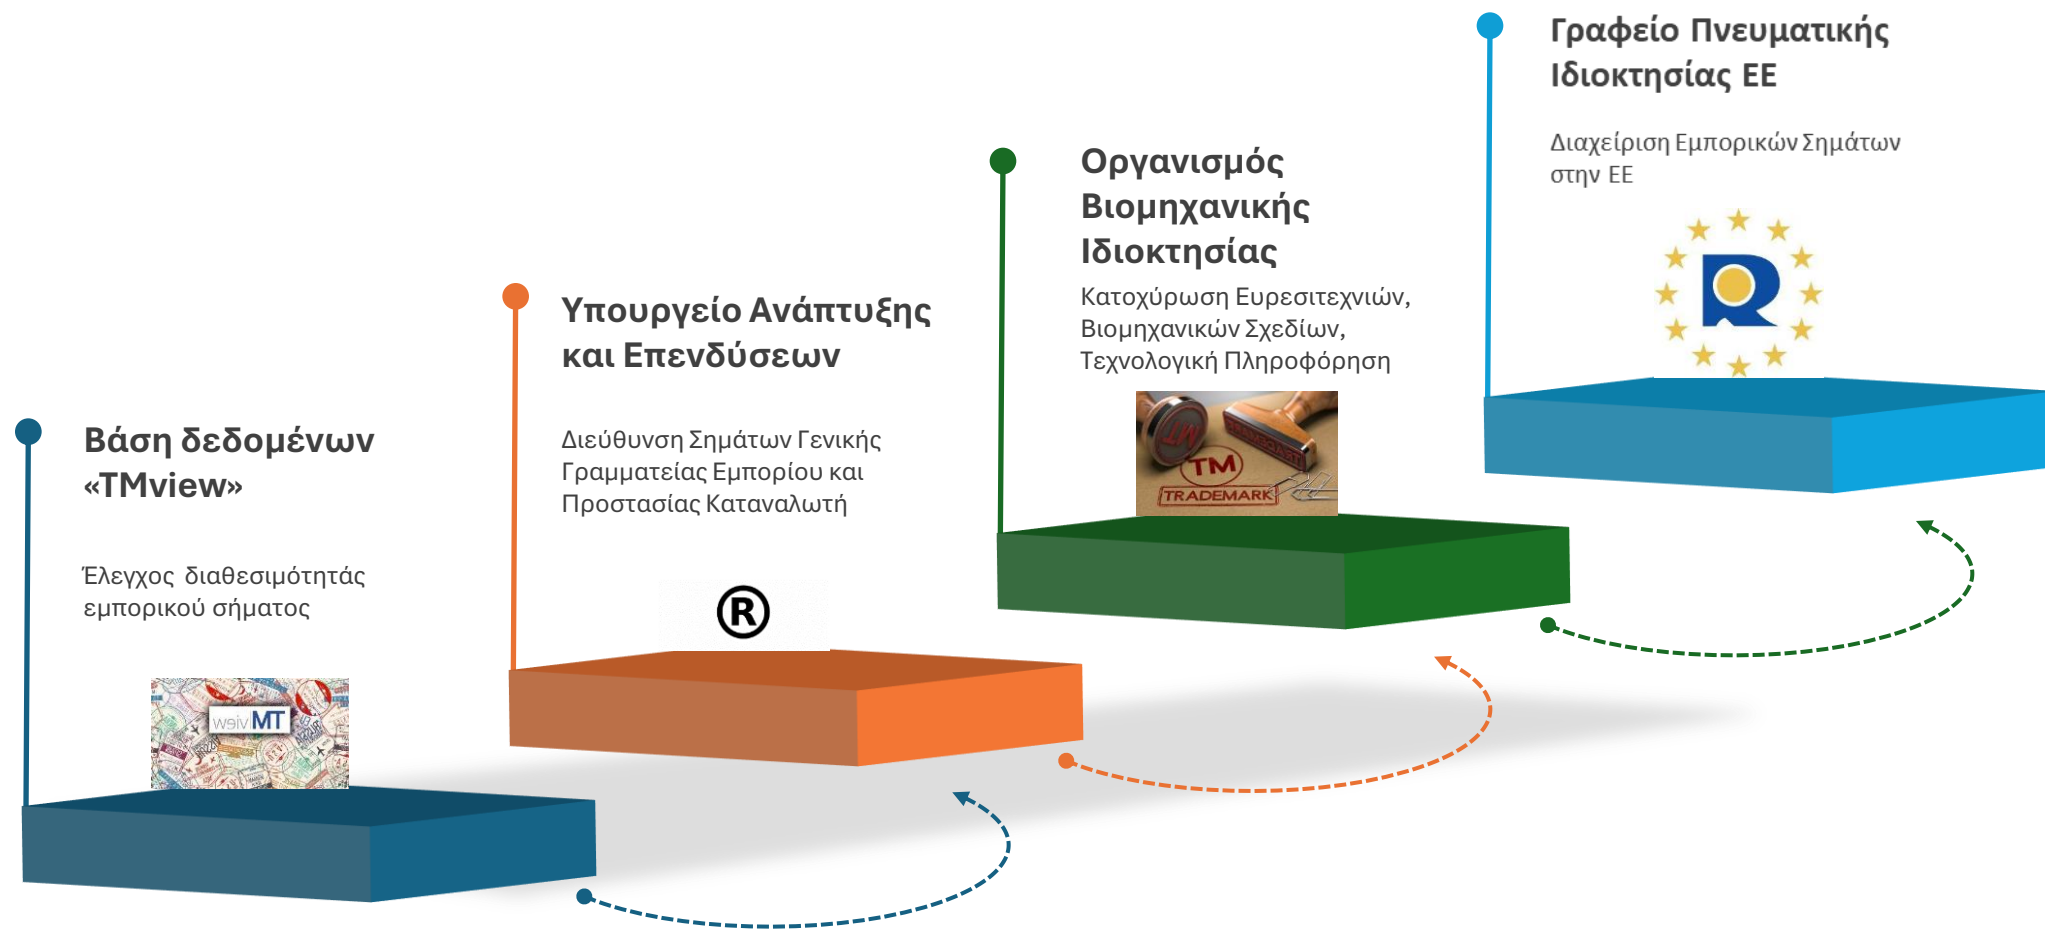 Βάση δεδομένων
«TMview»
Έλεγχος διαθεσιμότητάς
εμπορικού σήματος
TMview
Υπουργείο Ανάπτυξης
και Επενδύσεων
Διεύθυνση Σημάτων Γενικής
Γραμματείας Εμπορίου και
Προστασίας Καταναλωτή
®
Οργανισμός
Βιομηχανικής
Ιδιοκτησίας
Κατοχύρωση Ευρεσιτεχνιών,
Βιομηχανικών Σχεδίων,
Τεχνολογική Πληροφόρηση
TM
TM
TRADEMARK
Γραφείο Πνευματικής
Ιδιοκτησίας ΕΕ
Διαχείριση Εμπορικών Σημάτων
στην ΕΕ